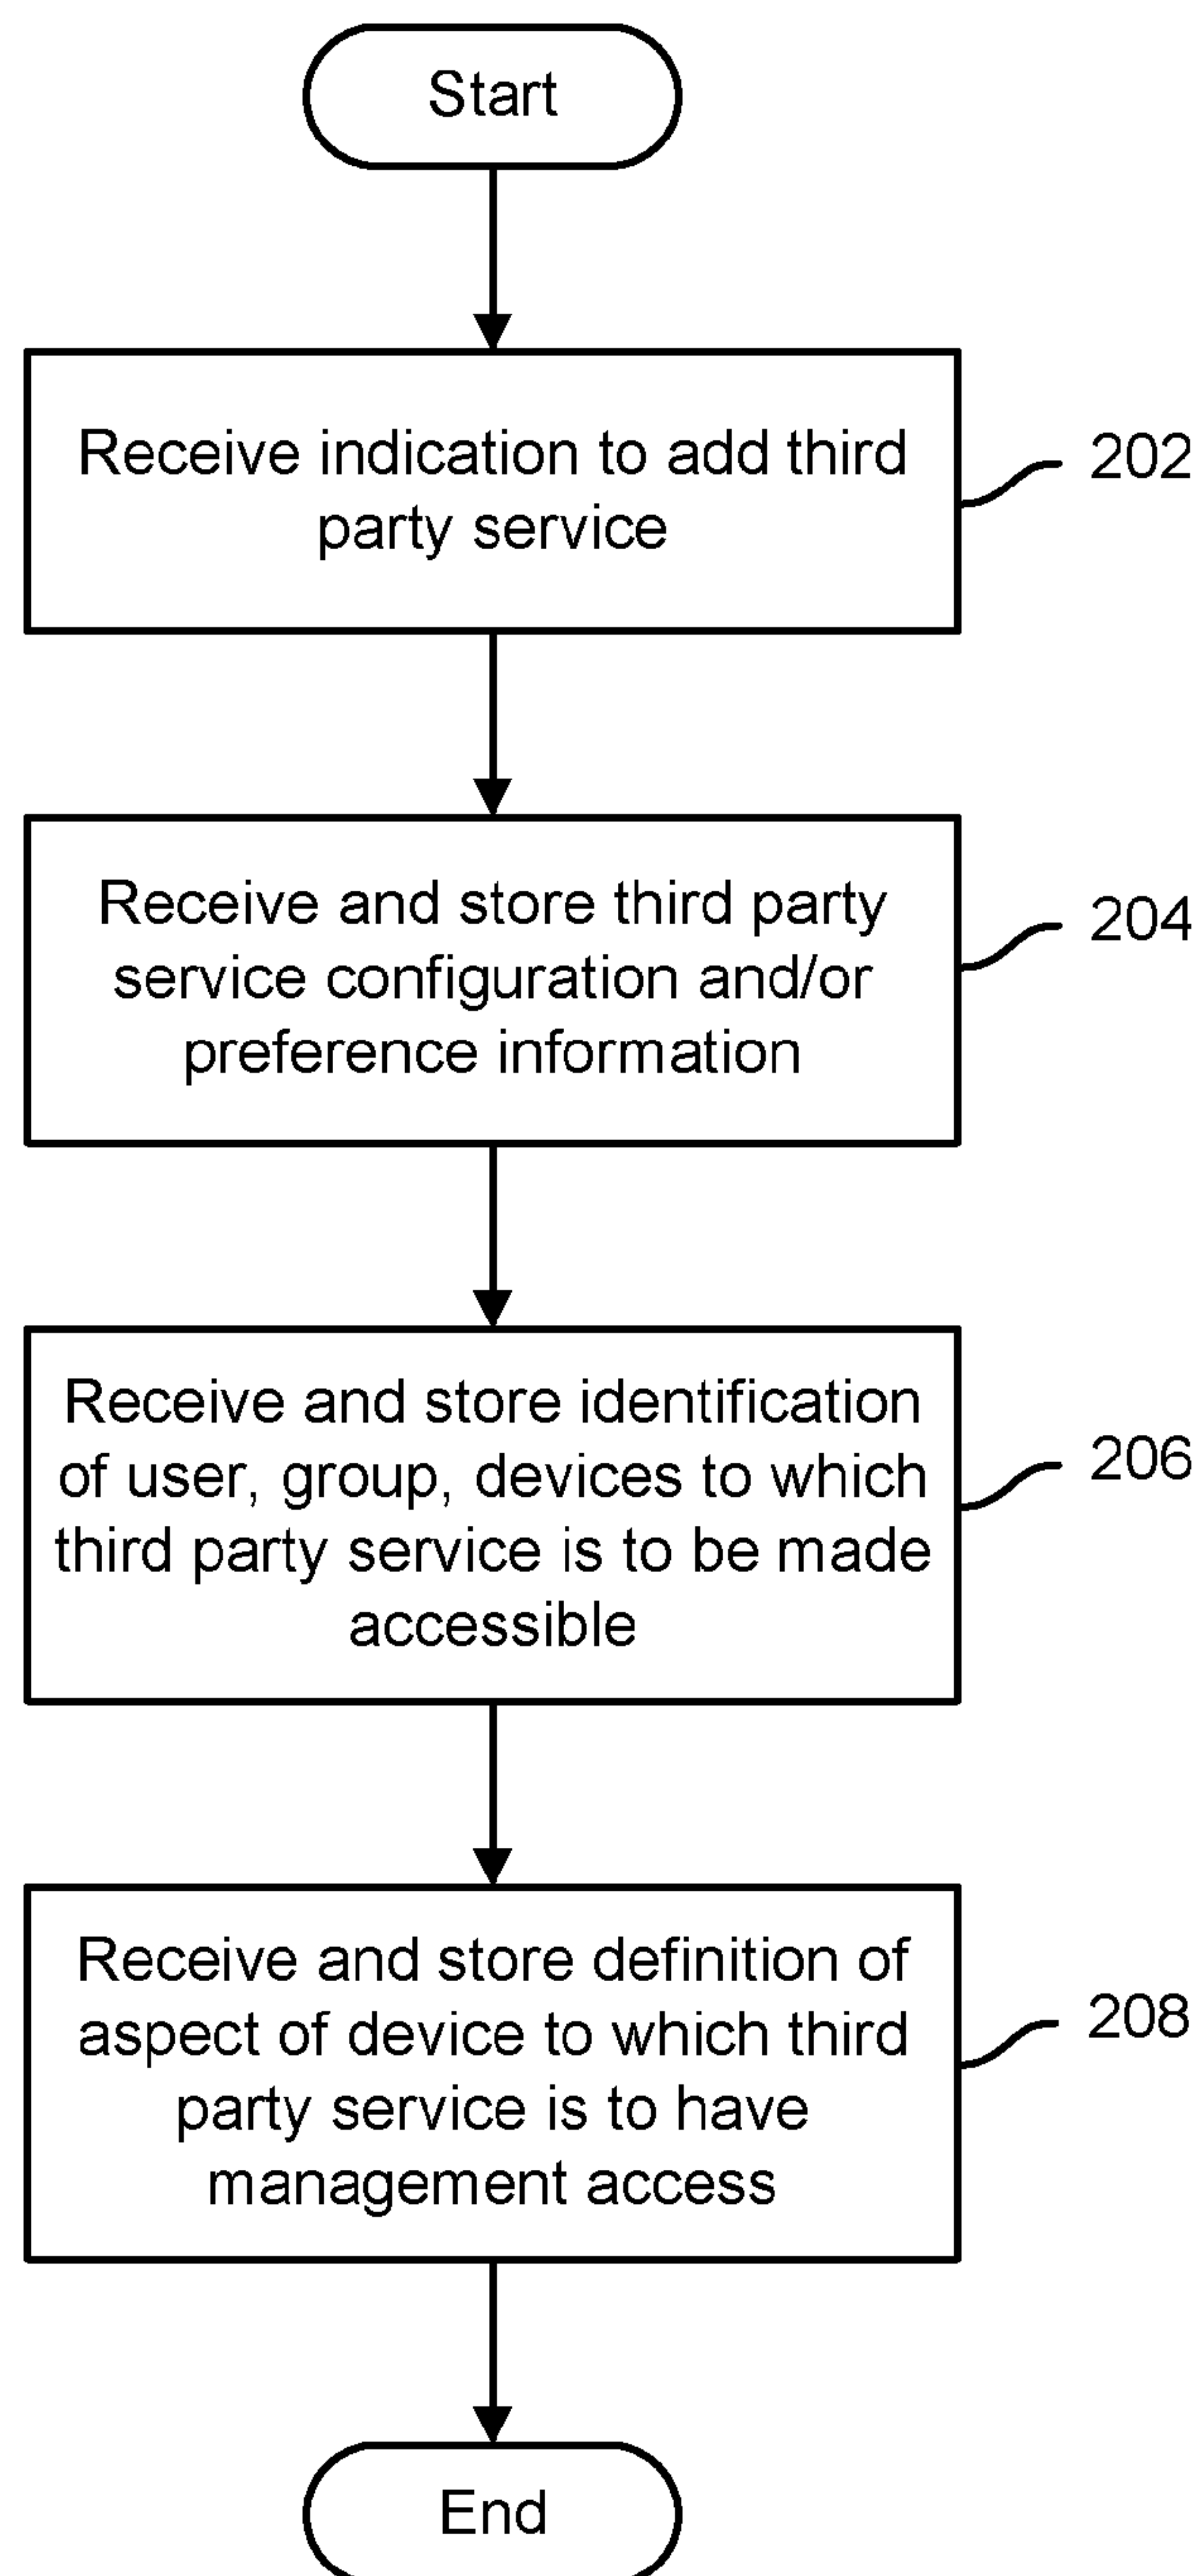 Start
Receive indication to add third
party service
202
Receive and store third party
service configuration and/or
preference information
204
Receive and store identification
of user, group, devices to which
third party service is to be made
accessible
206
Receive and store definition of
aspect of device to which third
party service is to have
management access
208
End